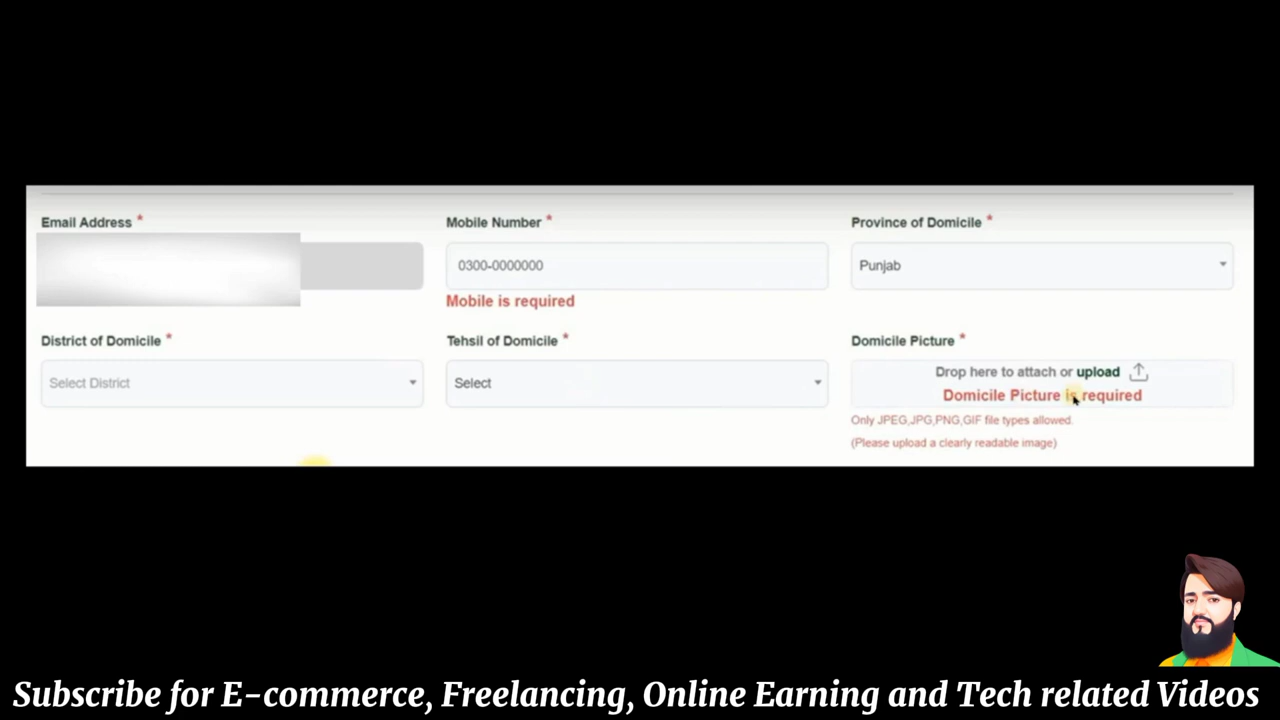 Email Address *
Mobile Number *
Province of Domicile *
0300-0000000
Punjab
Mobile is required
District of Domicile *
Tehsil of Domicile *
Domicile Picture *
Select District
Select
Drop here to attach or upload
Domicile Picture is required
Only JPEG,JPG,PNG,GIF file types allowed.
(Please upload a clearly readable image)
Subscribe for E-commerce, Freelancing, Online Earning and Tech related Videos